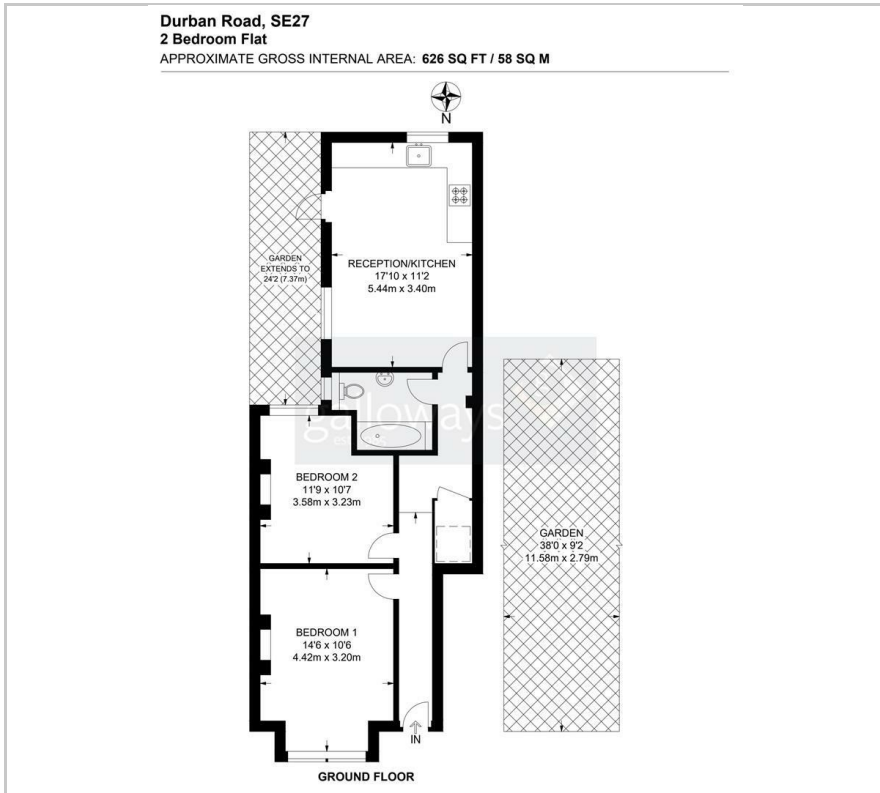 Durban Road, SE27
2 Bedroom Flat
APPROXIMATE GROSS INTERNAL AREA: 626 SQ FT / 58 SQ M
N
GARDEN
EXTENDS TO
24'2 (7.37m)
RECEPTION/KITCHEN
17'10 x 11'2
5.44m x 3.40m
galloways
BEDROOM 2
11'9 x 10'7
3.58m x 3.23m
GARDEN
38'0 x 9'2
11.58m x 2.79m
BEDROOM 1
14'6 x 10'6
4.42m x 3.20m
IN
GROUND FLOOR